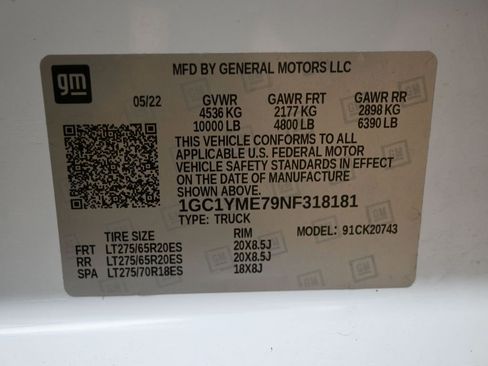 gm
MFD BY GENERAL MOTORS LLC
05/22 GVWR GAWR FRT GAWR RR
4536 KG 2177 KG 2898 KG
10000 LB 4800 LB 6390 LB
THIS VEHICLE CONFORMS TO ALL
APPLICABLE U.S. FEDERAL MOTOR
VEHICLE SAFETY STANDARDS IN EFFECT
ON THE DATE OF MANUFACTURE
SHOWN ABOVE.
1GC1YME79NF318181
TYPE: TRUCK
TIRE SIZE RIM MODEL: 91CK20743
FRT LT275/65R20ES 20X8.5J
RR LT275/65R20ES 20X8.5J
SPA LT275/70R18ES 18X8J